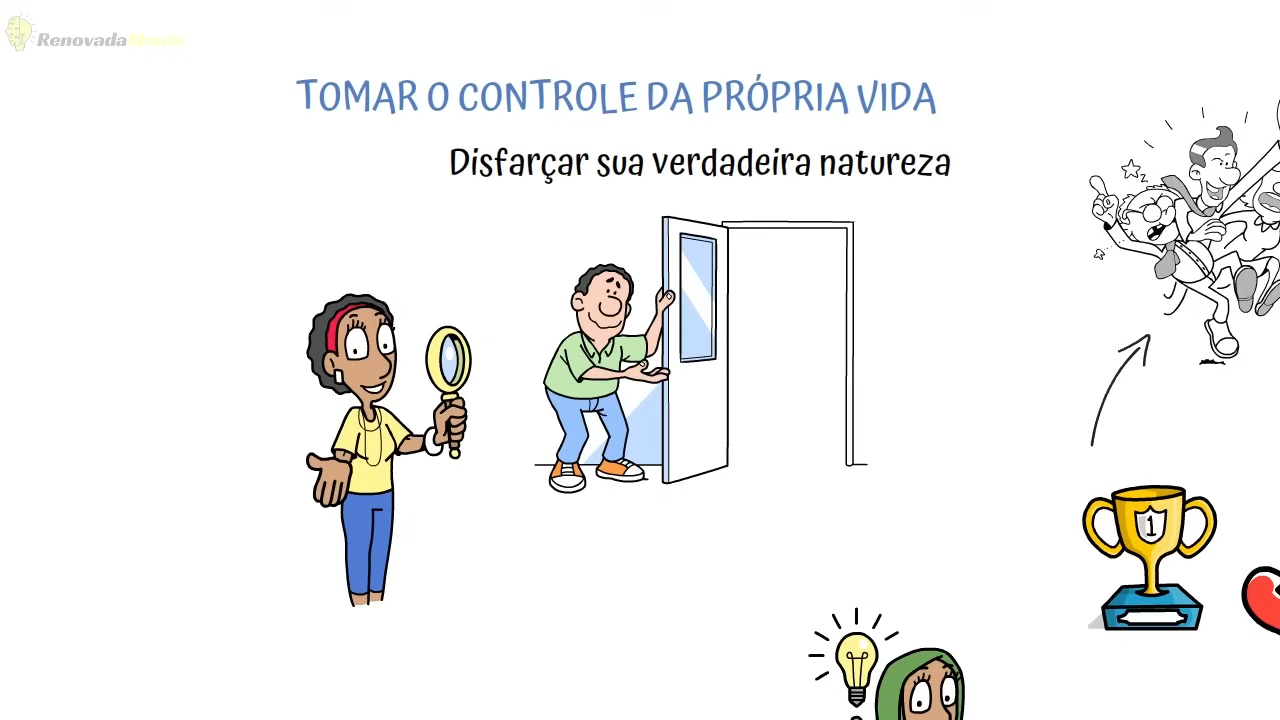 RenovadaMente
TOMAR O CONTROLE DA PRÓPRIA VIDA
Disfarçar sua verdadeira natureza
1